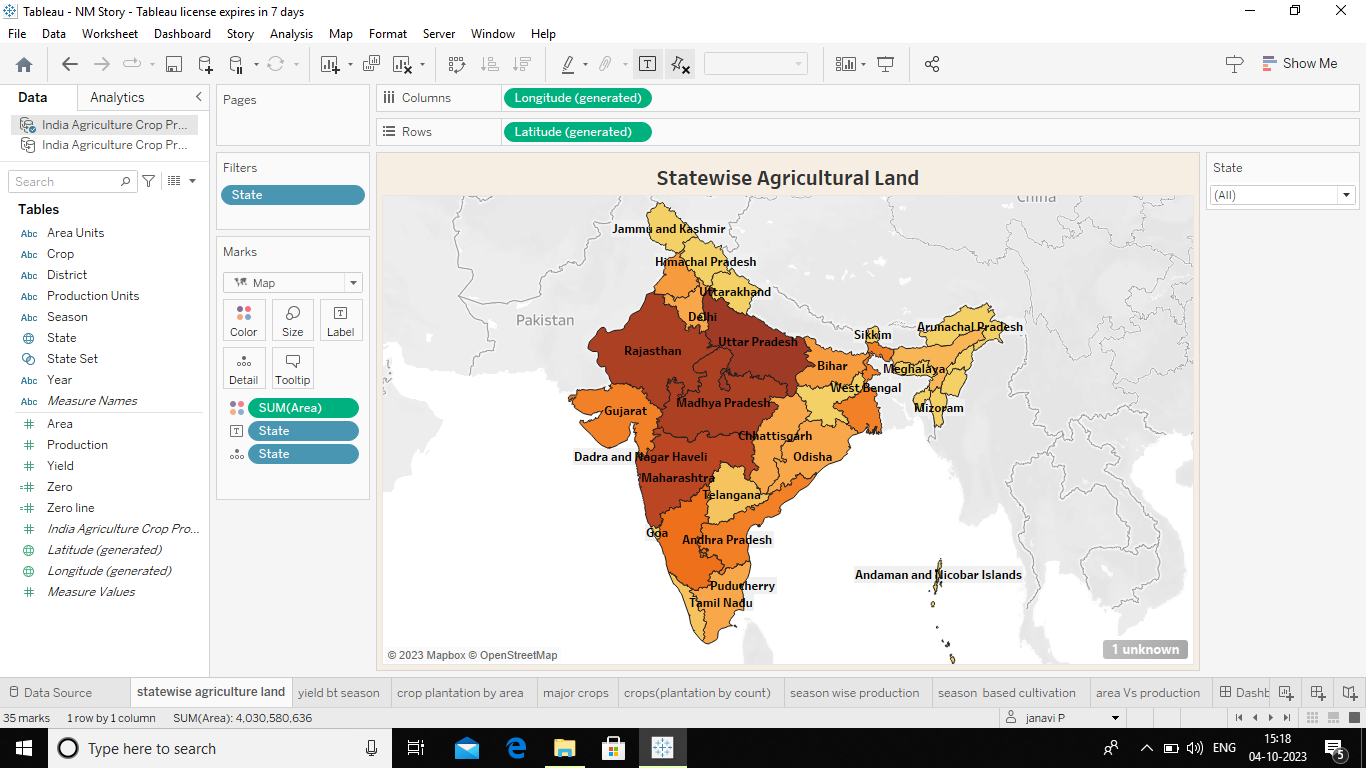 Tableau - NM Story - Tableau license expires in 7 days
File Data Worksheet Dashboard Story Analysis Map Format Server Window Help
Show Me
Data Analytics
India Agriculture Crop Pr...
India Agriculture Crop Pr...
Search
Tables
Abc Area Units
Abc Crop
Abc District
Abc Production Units
Abc Season
State
State Set
Abc Year
Abc Measure Names
Area
Production
Yield
Zero
Zero line
India Agriculture Crop Pro...
Latitude (generated)
Longitude (generated)
Measure Values
Pages
Filters
State
Marks
Map
Color Size Label
Detail Tooltip
SUM(Area)
State
State
Columns Longitude (generated)
Rows Latitude (generated)
Statewise Agricultural Land
China
Jammu and Kashmir
Himachal Pradesh
Uttarakhand
Pakistan
Delhi
Sikkim
Arunachal Pradesh
Rajasthan
Uttar Pradesh
Bihar
Meghalaya
West Bengal
Gujarat
Madhya Pradesh
Mizoram
Chhattisgarh
Dadra and Nagar Haveli
Odisha
Maharashtra
Telangana
Goa
Andhra Pradesh
Andaman and Nicobar Islands
Puducherry
Tamil Nadu
© 2023 Mapbox © OpenStreetMap
1 unknown
State
(All)
Data Source statewise agriculture land yield bt season crop plantation by area major crops crops(plantation by count) season wise production season based cultivation area Vs production Dashb
35 marks 1 row by 1 column SUM(Area): 4,030,580,636 janavi P
Type here to search
ENG
15:18
04-10-2023
5